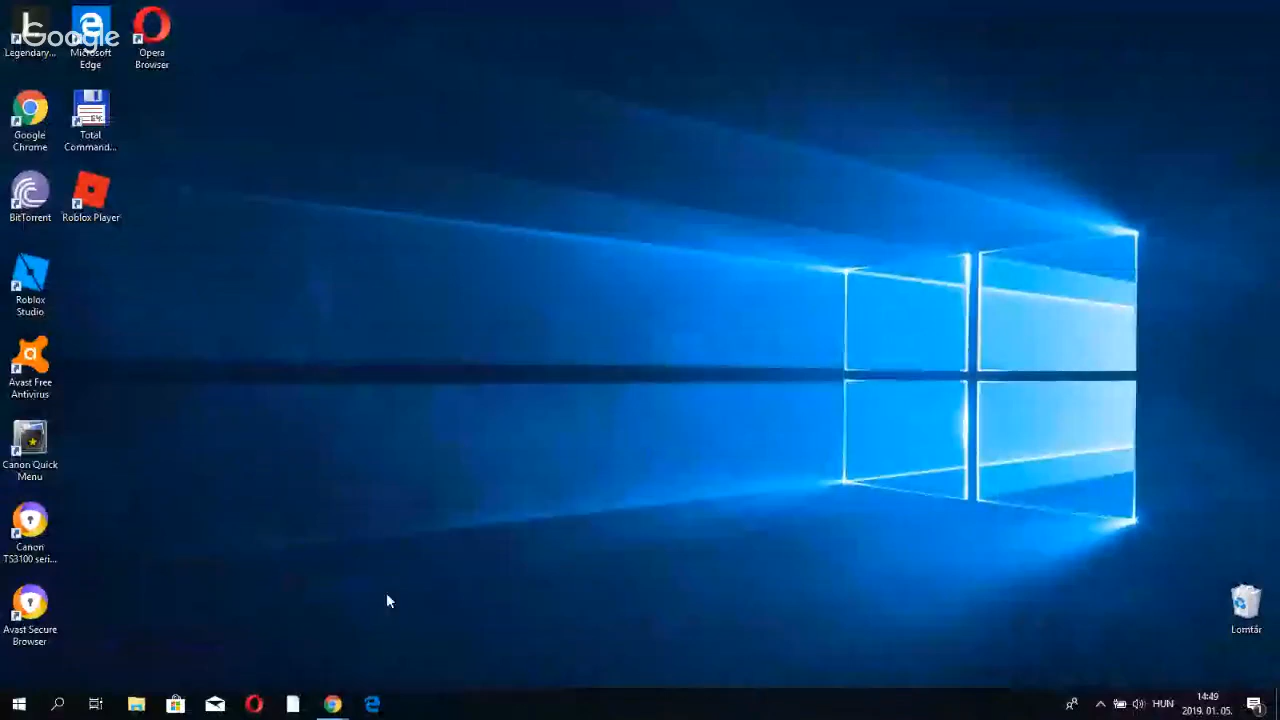 Google
Legendary...
Microsoft
Edge
Opera
Browser
Google
Chrome
Total
Command...
BitTorrent
Roblox Player
Roblox
Studio
Avast Free
Antivirus
Canon Quick
Menu
Canon
TS3100 seri...
Avast Secure
Browser
Lomtár
HUN
14:49
2019. 01. 05.
1